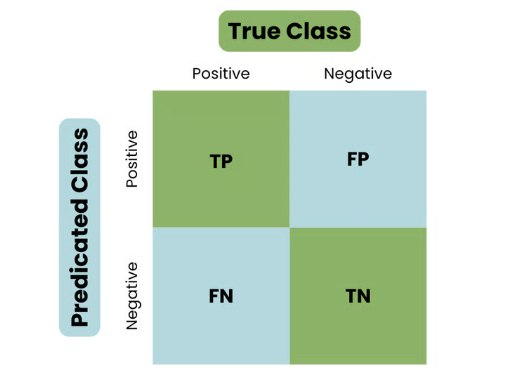 True Class
Positive Negative
Predicated Class
Positive
TP FP
Negative
FN TN